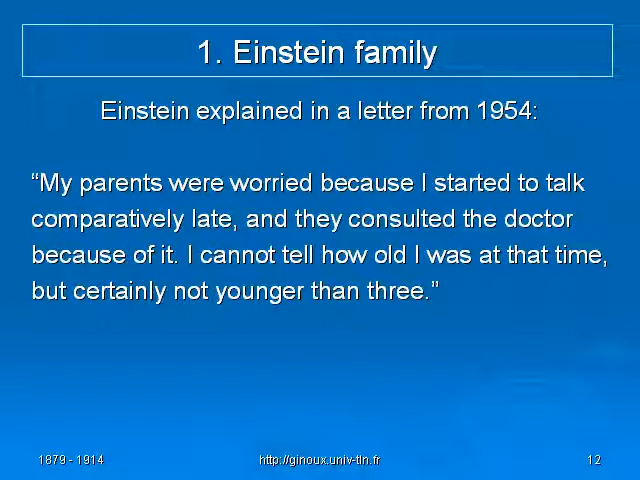 1. Einstein family
Einstein explained in a letter from 1954:
“My parents were worried because I started to talk
comparatively late, and they consulted the doctor
because of it. I cannot tell how old I was at that time,
but certainly not younger than three.”
1879 - 1914
http://ginoux.univ-tln.fr
12